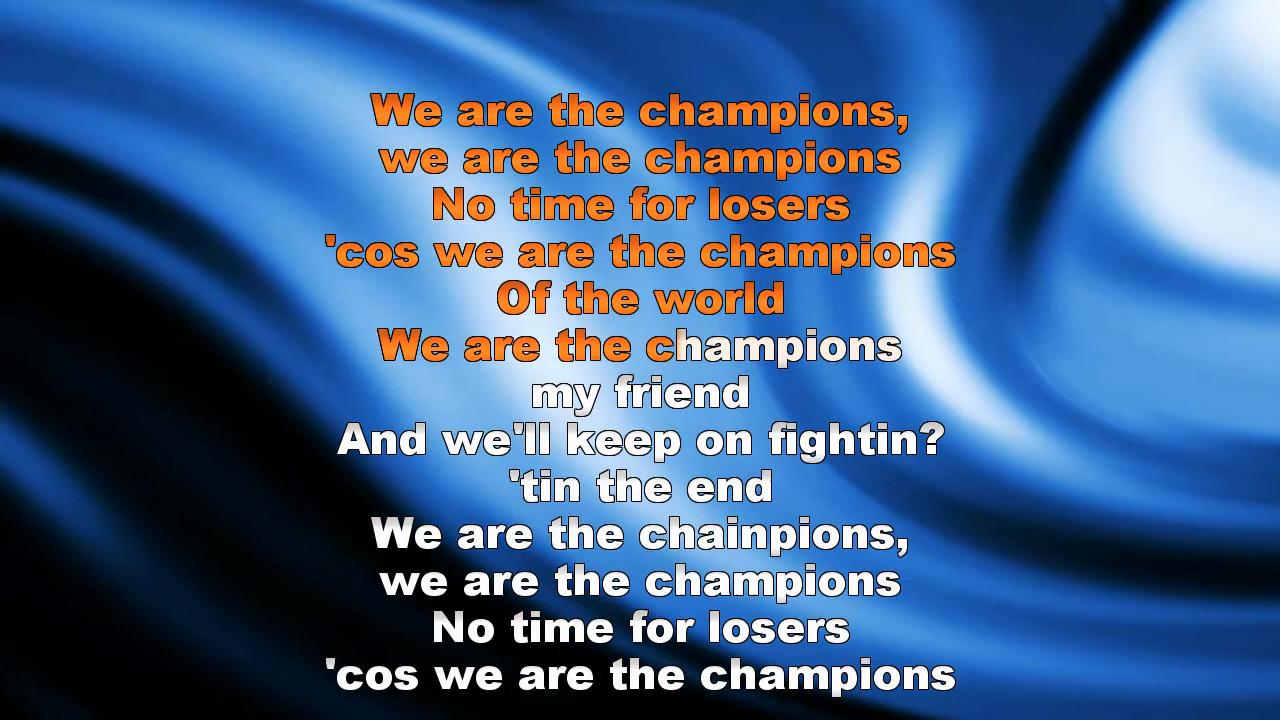 We are the champions,
we are the champions
No time for losers
'cos we are the champions
Of the world
We are the champions
my friend
And we'll keep on fightin?
'tin the end
We are the chainpions,
we are the champions
No time for losers
'cos we are the champions